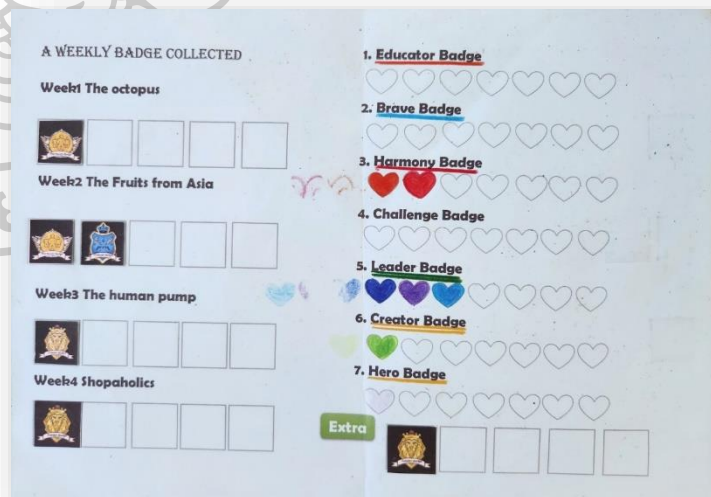 A WEEKLY BADGE COLLECTED
Week1 The octopus
Week2 The Fruits from Asia
Week3 The human pump
Week4 Shopaholics
1. Educator Badge
2. Brave Badge
3. Harmony Badge
4. Challenge Badge
5. Leader Badge
6. Creator Badge
7. Hero Badge
Extra